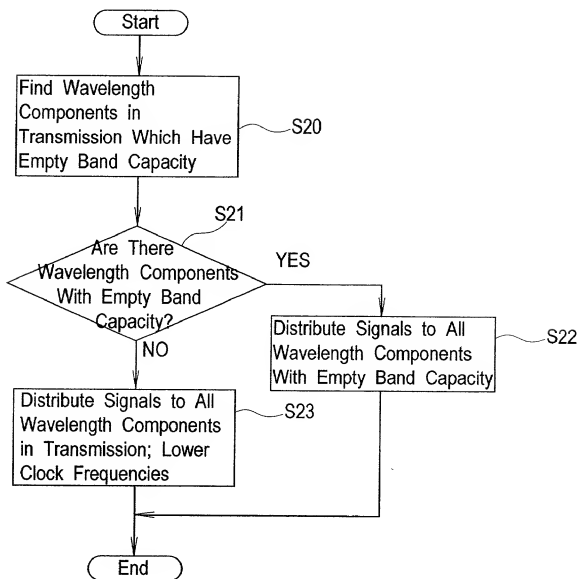 Start
Find Wavelength
Components in
Transmission Which Have
Empty Band Capacity
S20
S21
Are There
Wavelength Components
With Empty Band
Capacity?
YES
NO
Distribute Signals to All
Wavelength Components
With Empty Band Capacity
S22
Distribute Signals to All
Wavelength Components
in Transmission; Lower
Clock Frequencies
S23
End